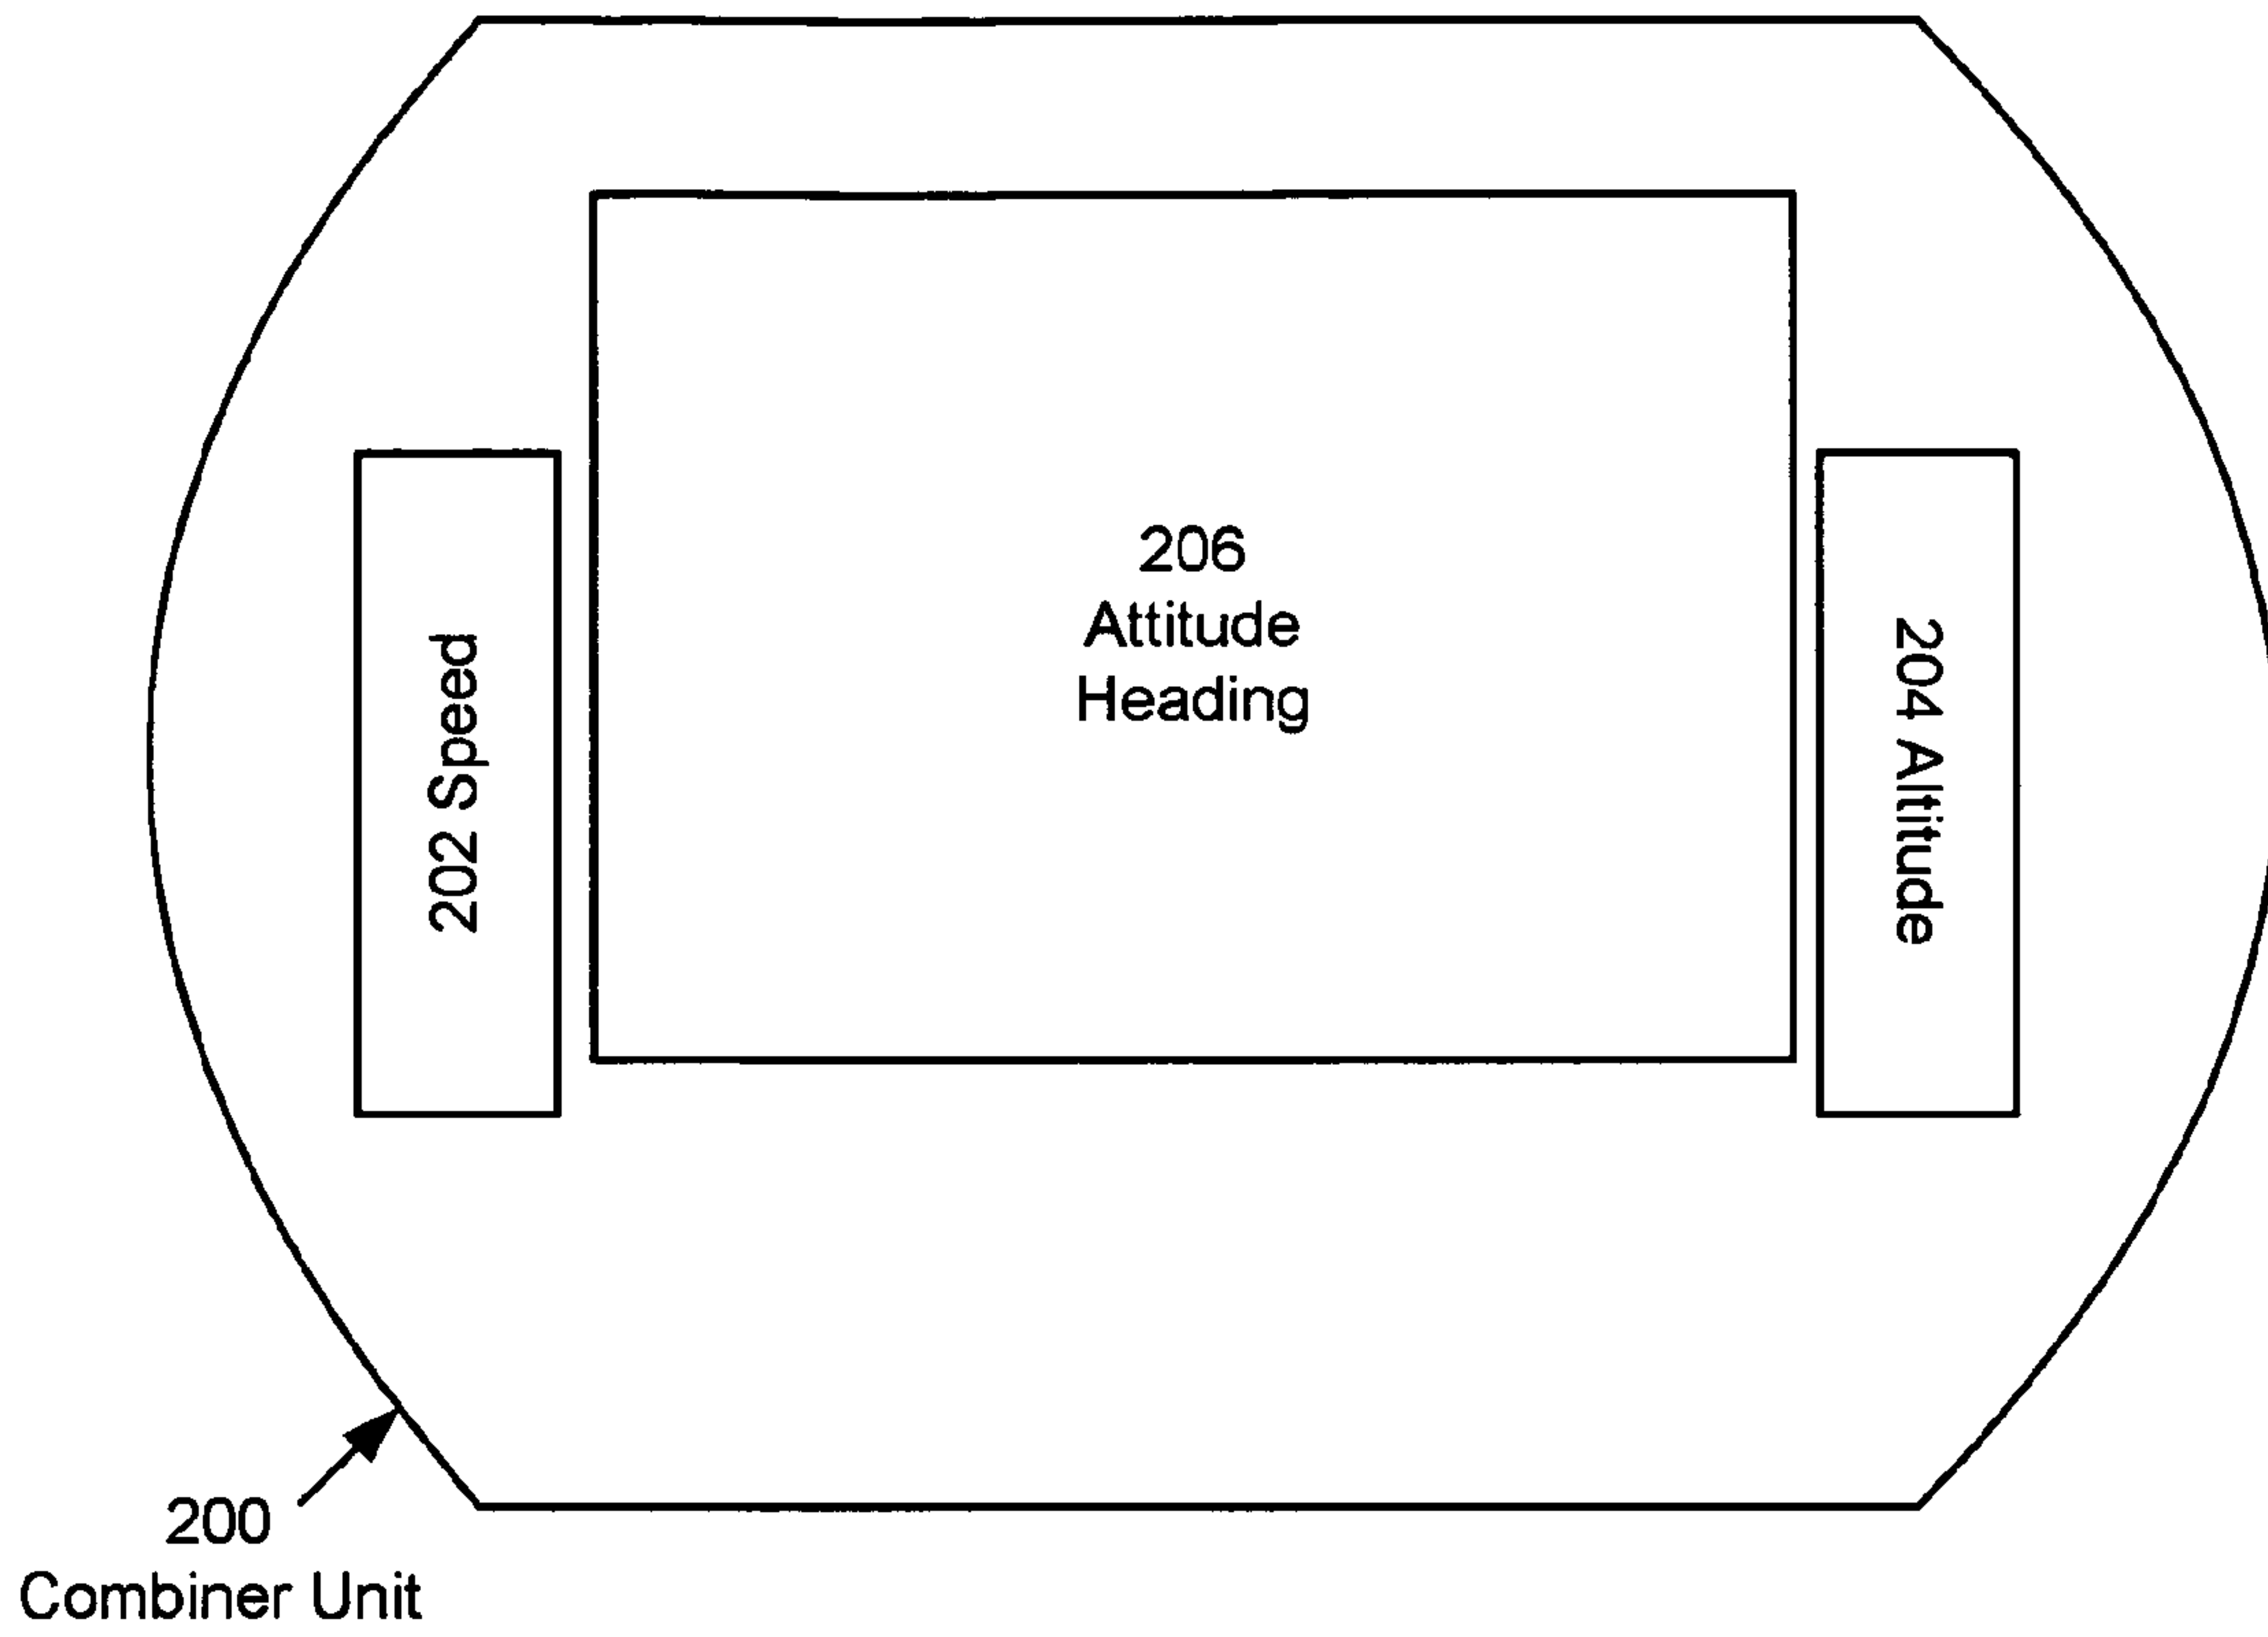 202 Speed
206
Attitude
Heading
204 Altitude
200
Combiner Unit